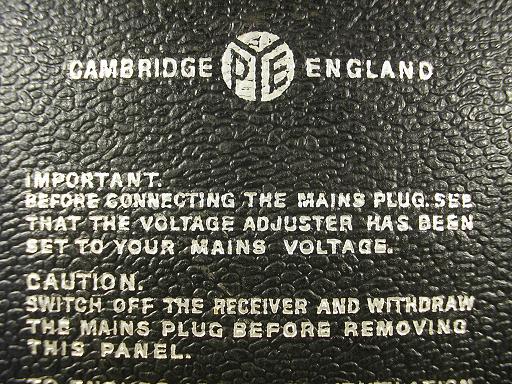 CAMBRIDGE PYE ENGLAND
IMPORTANT.
BEFORE CONNECTING THE MAINS PLUG. SEE
THAT THE VOLTAGE ADJUSTER HAS BEEN
SET TO YOUR MAINS VOLTAGE.
CAUTION.
SWITCH OFF THE RECEIVER AND WITHDRAW
THE MAINS PLUG BEFORE REMOVING
THIS PANEL.